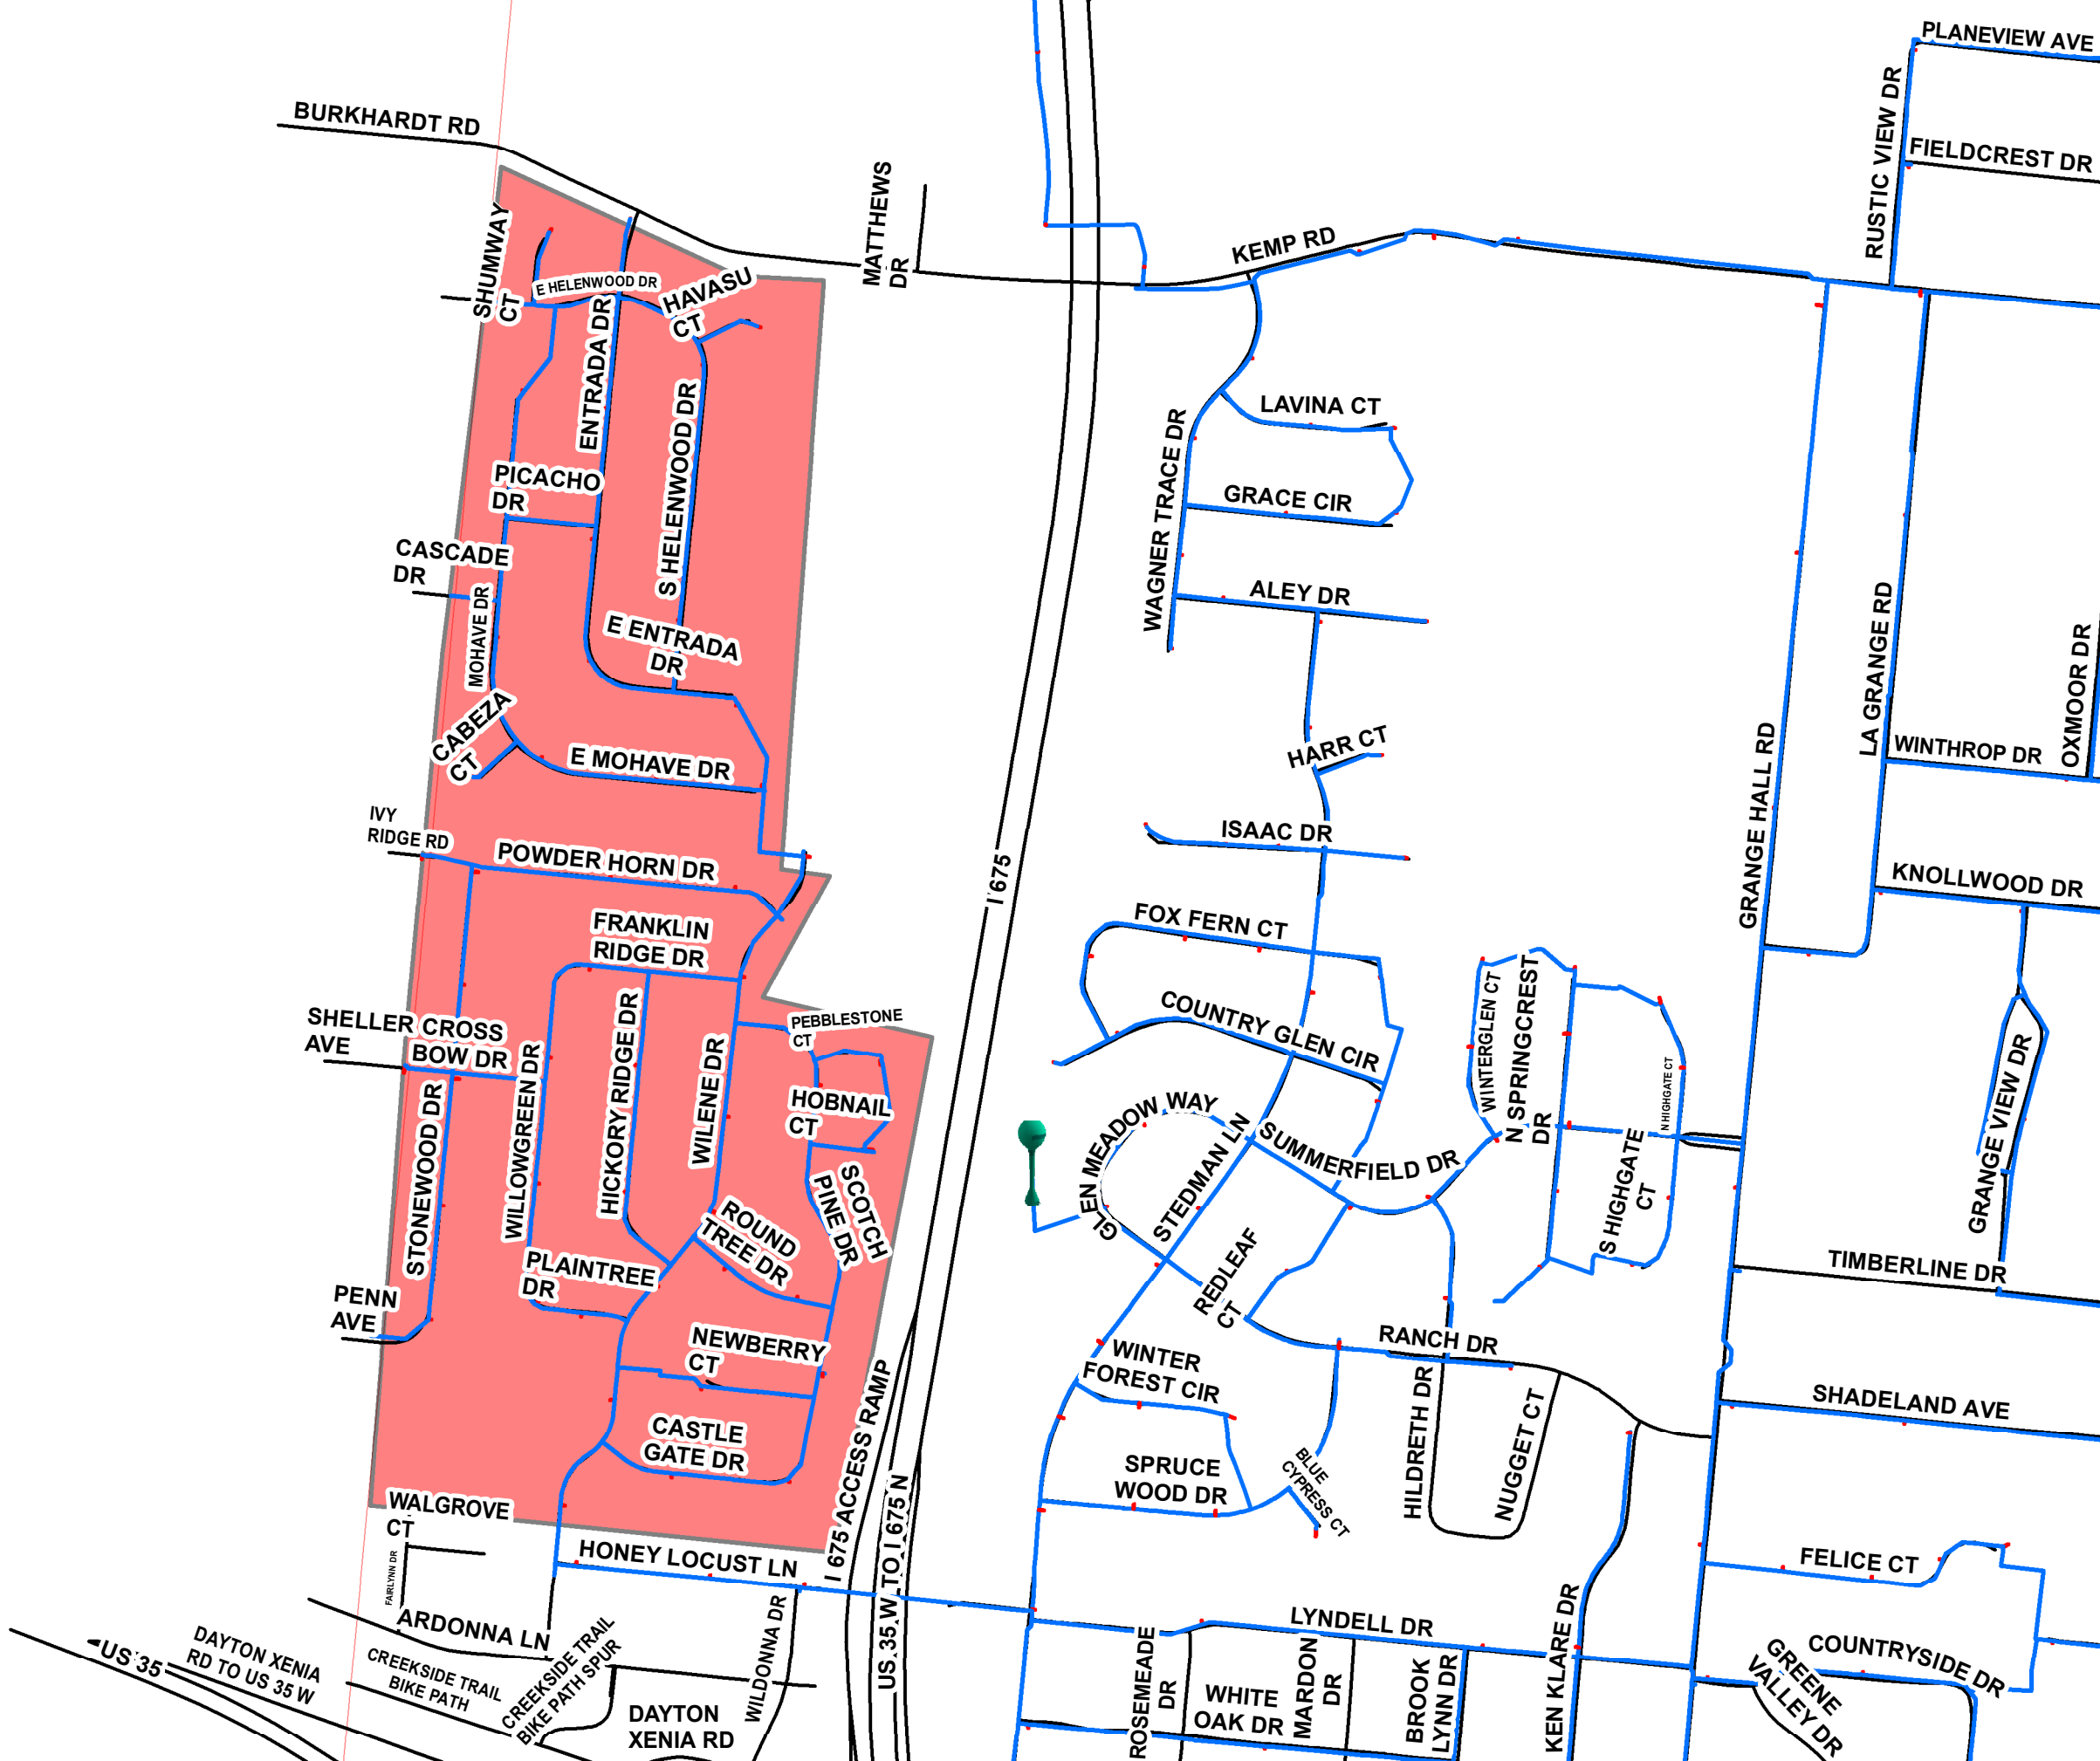 PLANEVIEW AVE
BURKHARDT RD
RUSTIC VIEW DR
FIELDCREST DR
MATTHEWS
DR
KEMP RD
SHUMWAY
CT
E HELENWOOD DR
HAVASU
CT
ENTRADA DR
S HELENWOOD DR
LAVINA CT
WAGNER TRACE DR
GRACE CIR
PICACHO
DR
CASCADE
DR
MOHAVE DR
ALEY DR
E ENTRADA
DR
LA GRANGE RD
OXMOOR DR
CABEZA
CT
E MOHAVE DR
HARR CT
GRANGE HALL RD
WINTHROP DR
IVY
RIDGE RD
POWDER HORN DR
ISAAC DR
I 675
KNOLLWOOD DR
FRANKLIN
RIDGE DR
FOX FERN CT
WINTERGLEN CT
N SPRINGCREST
DR
HICKORY RIDGE DR
PEBBLESTONE
CT
COUNTRY GLEN CIR
SHELLER CROSS
AVE
BOW DR
WILLOWGREEN DR
WILENE DR
HOBNAIL
CT
N HIGHGATE CT
GRANGE VIEW DR
STONEWOOD DR
GLEN MEADOW WAY
STEDMAN LN
SUMMERFIELD DR
S HIGHGATE
CT
SCOTCH
PINE DR
ROUND
TREE DR
PLAINTREE
DR
REDLEAF
CT
TIMBERLINE DR
PENN
AVE
NEWBERRY
CT
WINTER
FOREST CIR
RANCH DR
HILDRETH DR
NUGGET CT
SHADELAND AVE
CASTLE
GATE DR
I 675 ACCESS RAMP
US 35 W TO I 675 N
SPRUCE
WOOD DR
BLUE
CYPRESS CT
WALGROVE
CT
FAIRLYNN DR
HONEY LOCUST LN
FELICE CT
ARDONNA LN
WILDONNA DR
LYNDELL DR
KEN KLARE DR
US 35
DAYTON XENIA
RD TO US 35 W
CREEKSIDE TRAIL
BIKE PATH
CREEKSIDE TRAIL
BIKE PATH SPUR
DAYTON
XENIA RD
ROSEMEADE
DR
WHITE
OAK DR
MARDON
DR
BROOK
LYNN DR
COUNTRYSIDE DR
GREENE
VALLEY DR